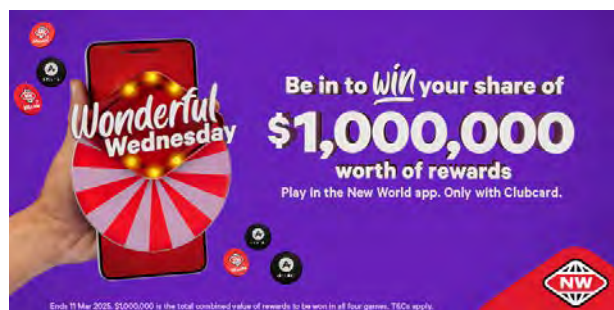 Wonderful
Wednesday
Be in to win your share of
$1,000,000
worth of rewards
Play in the New World app. Only with Clubcard.
NW
Ends 11 Mar 2025. $1,000,000 is the total combined value of rewards to be won in all four games. T&Cs apply.